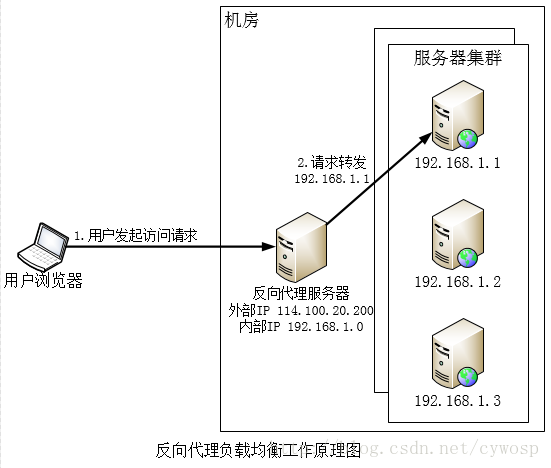 机房
服务器集群
192.168.1.1
2.请求转发
192.168.1.1
1.用户发起访问请求
用户浏览器
反向代理服务器
外部IP 114.100.20.200
内部IP 192.168.1.0
192.168.1.2
192.168.1.3
反向代理负载均衡工作原理图
og.csdn.net/cywosp